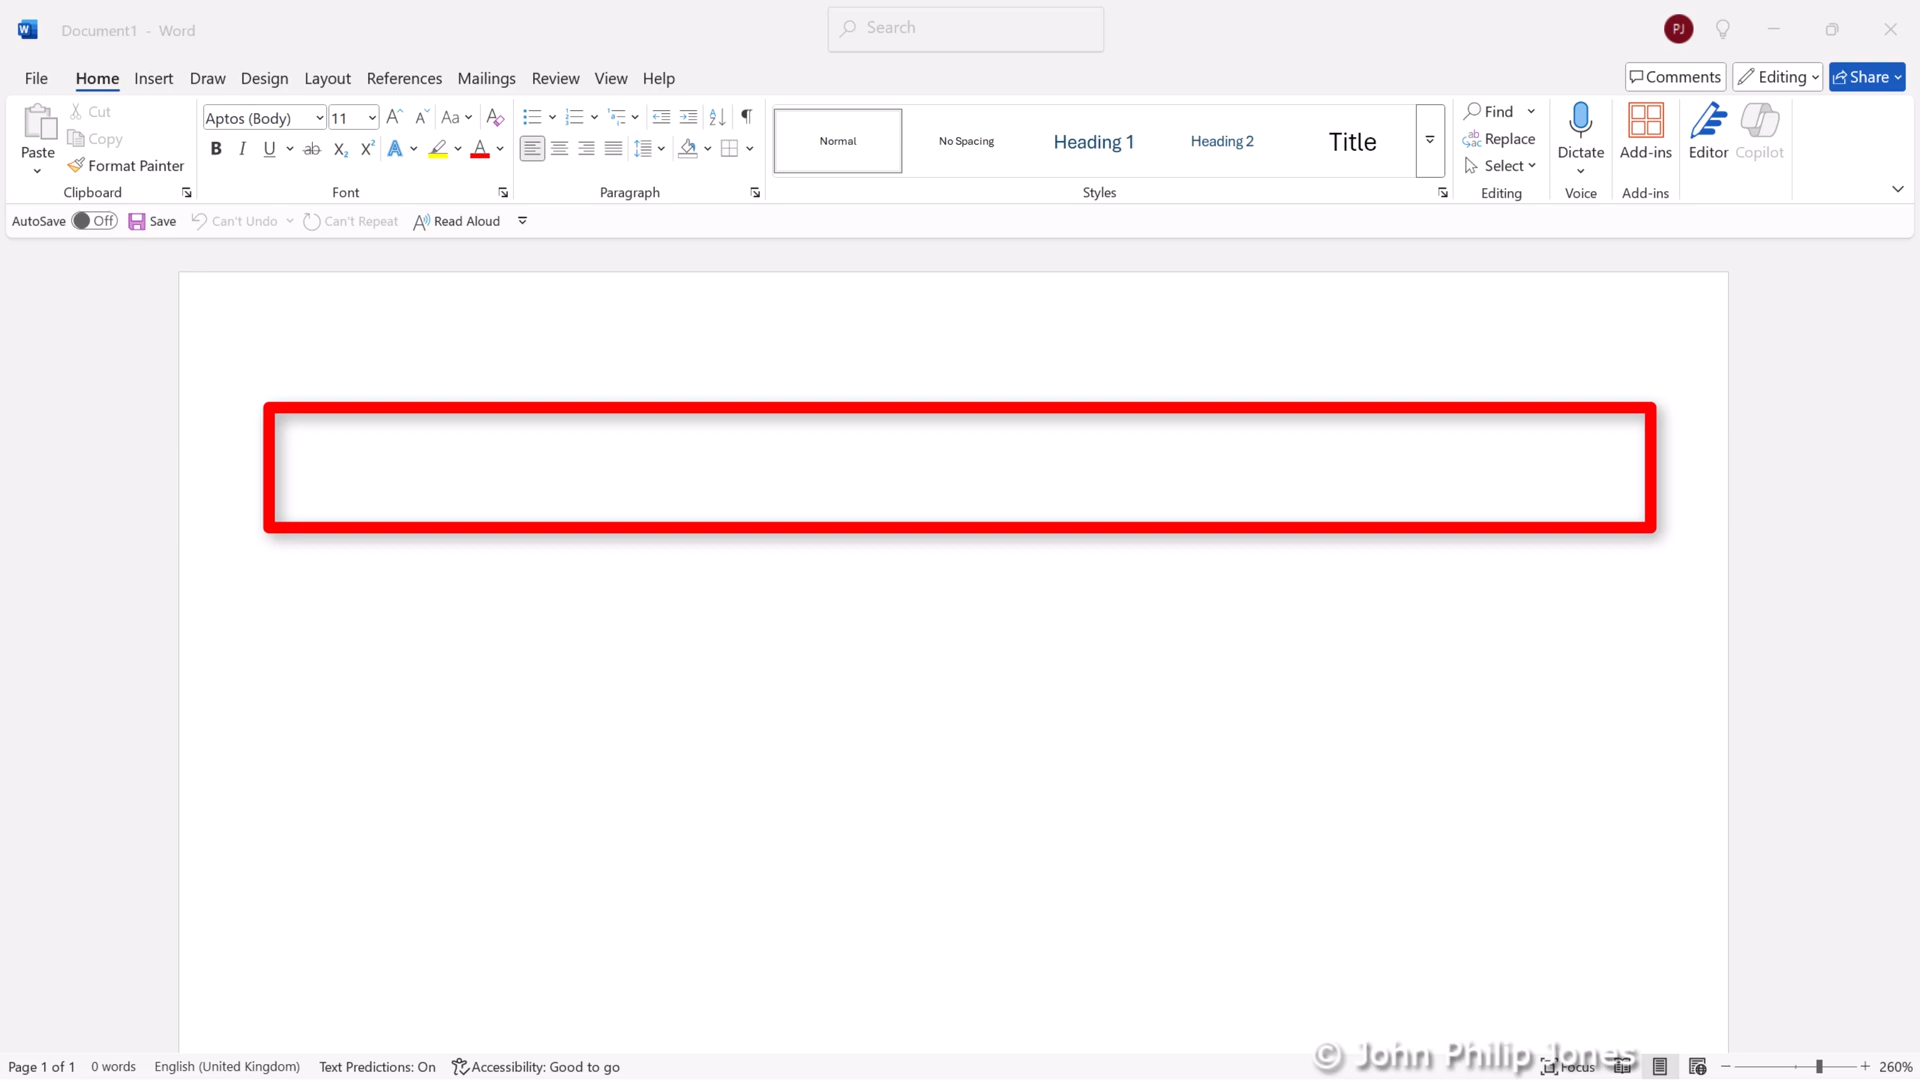 Document1 - Word
Search
PJ
File Home Insert Draw Design Layout References Mailings Review View Help
Comments Editing Share
Paste
Cut
Copy
Format Painter
Clipboard
Aptos (Body) 11
Font
Paragraph
Normal
No Spacing
Heading 1
Heading 2
Title
Styles
Find
Replace
Select
Editing
Dictate
Voice
Add-ins
Add-ins
Editor
Copilot
AutoSave Off Save Can't Undo Can't Repeat Read Aloud
Page 1 of 1 0 words English (United Kingdom) Text Predictions: On Accessibility: Good to go
© John Philip Jones
Focus
260%